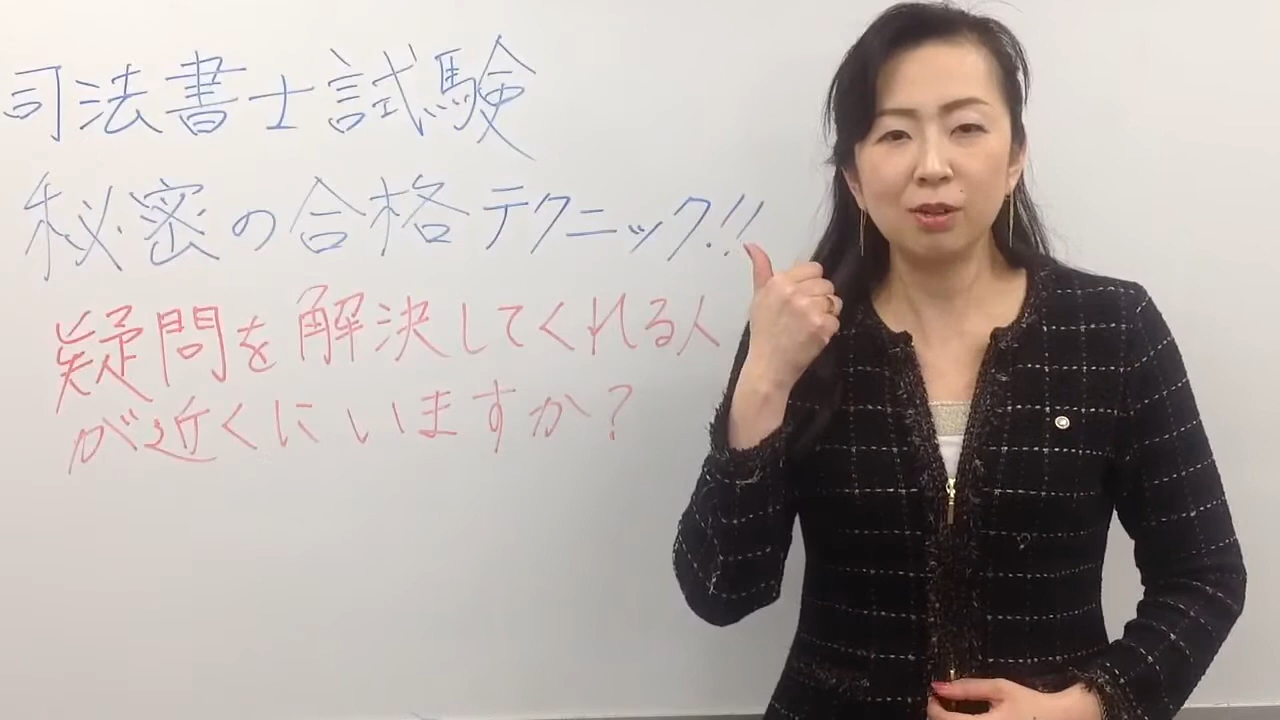 司法書士試験
秘密の合格テクニック!!
疑問を解決してくれる人
が近くにいますか?